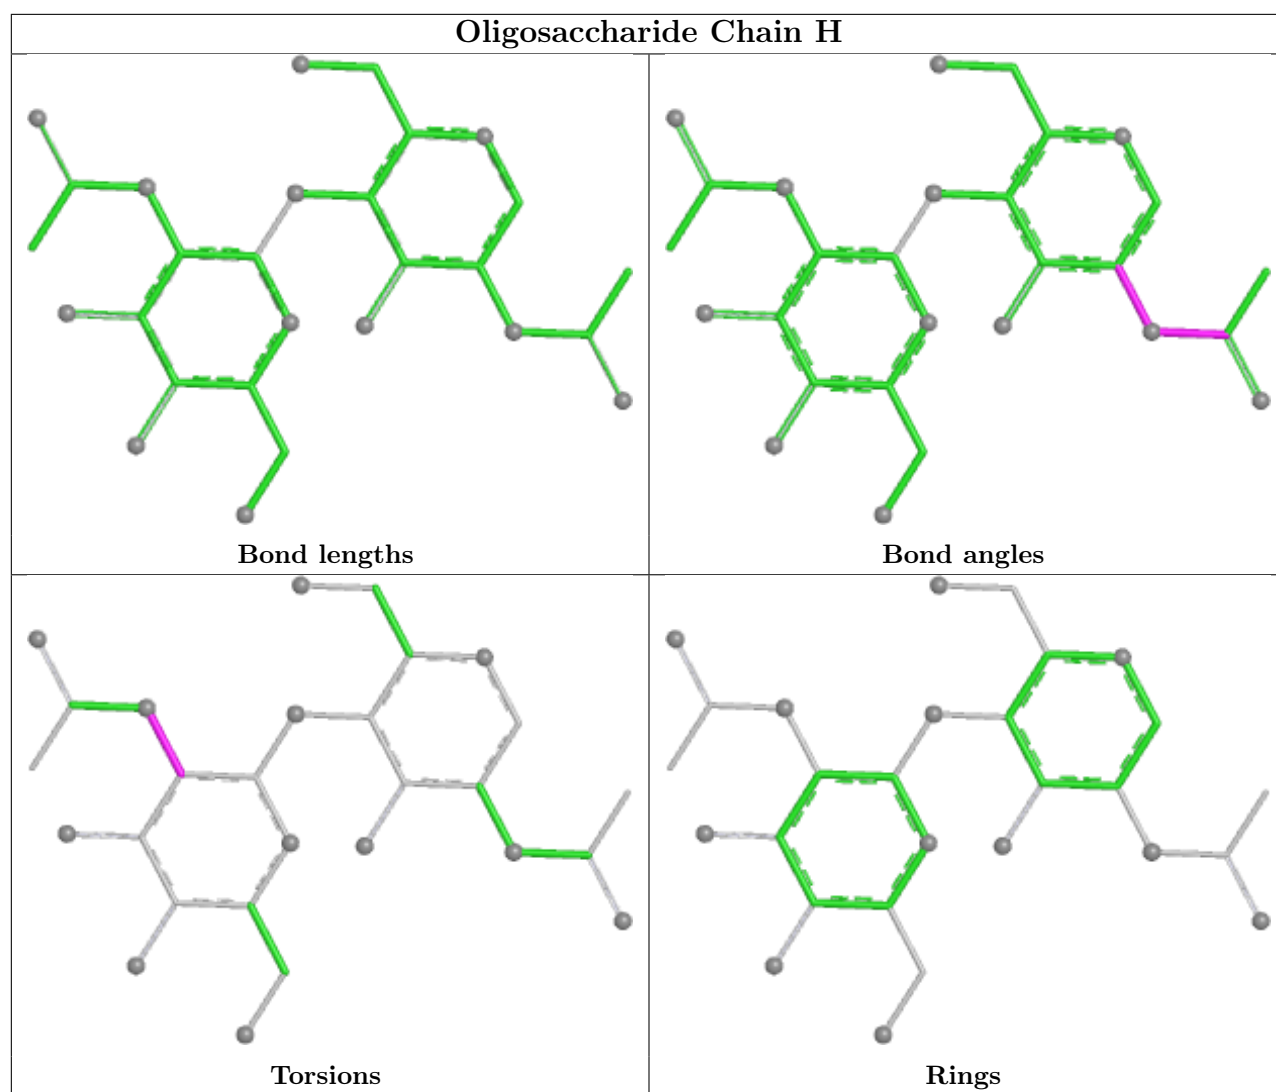 Oligosaccharide Chain H
Bond lengths
Bond angles
Torsions
Rings